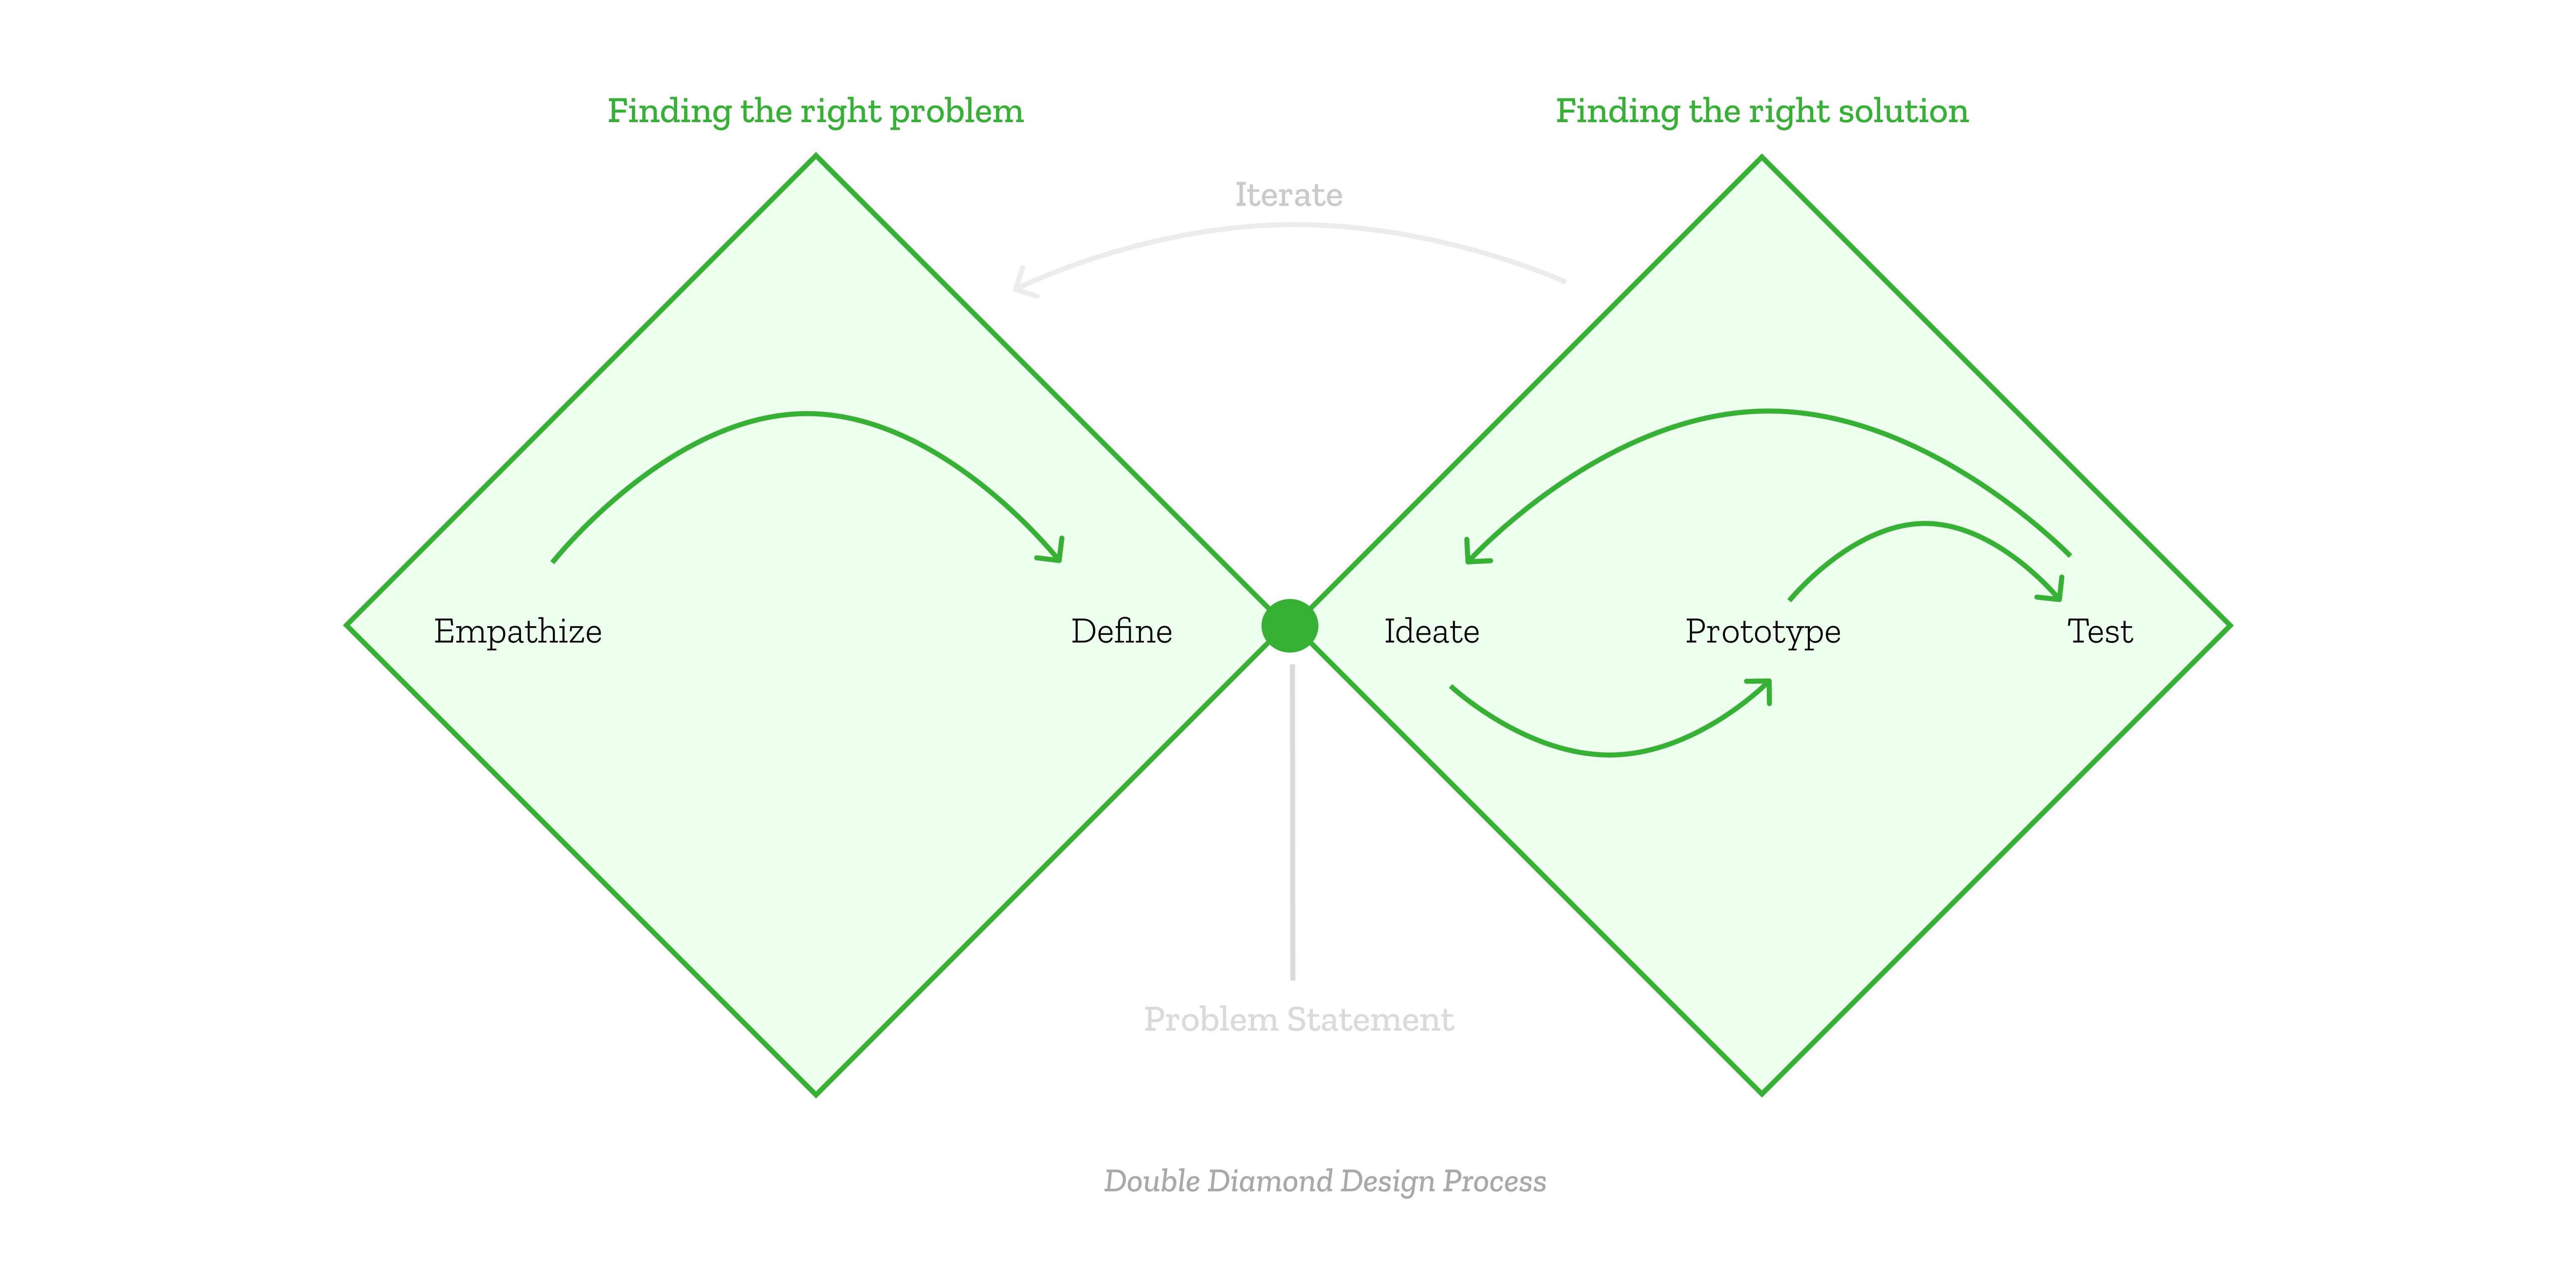 Finding the right problem
Finding the right solution
Iterate
Empathize
Define
Ideate
Prototype
Test
Problem Statement
Double Diamond Design Process